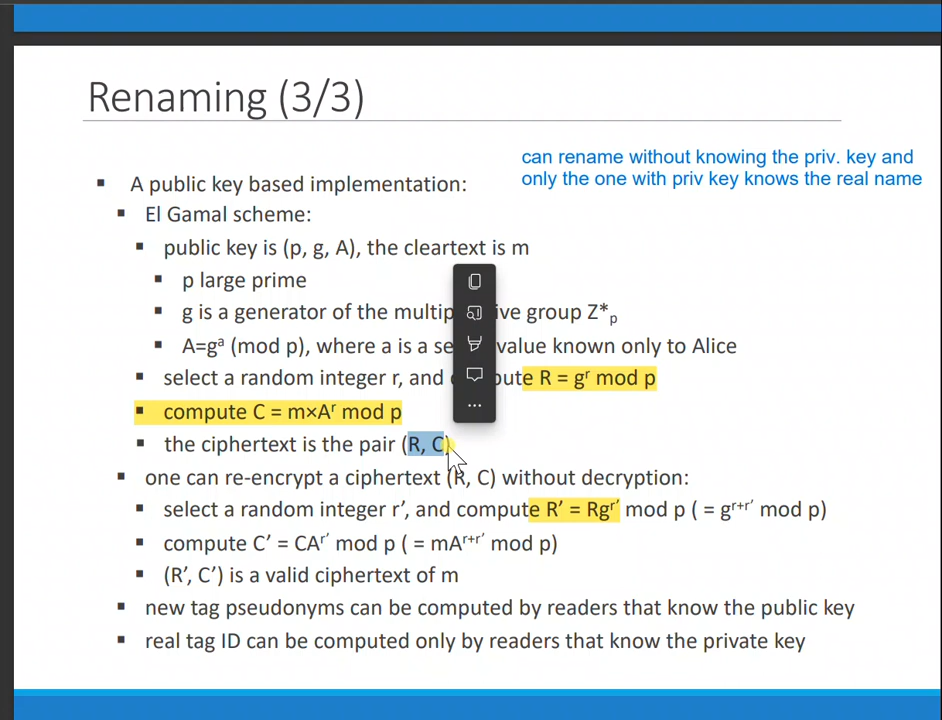 Renaming (3/3)
can rename without knowing the priv. key and
only the one with priv key knows the real name
▪ A public key based implementation:
▪ El Gamal scheme:
▪ public key is (p, g, A), the cleartext is m
▪ p large prime
▪ g is a generator of the multip ive group Z*ₚ
▪ A=gᵃ (mod p), where a is a se value known only to Alice
▪ select a random integer r, and ute R = gʳ mod p
▪ compute C = m×Aʳ mod p
▪ the ciphertext is the pair (R, C)
▪ one can re-encrypt a ciphertext (R, C) without decryption:
▪ select a random integer r’, and compute R’ = Rgʳ’ mod p ( = gʳ⁺ʳ’ mod p)
▪ compute C’ = CAʳ’ mod p ( = mAʳ⁺ʳ’ mod p)
▪ (R’, C’) is a valid ciphertext of m
▪ new tag pseudonyms can be computed by readers that know the public key
▪ real tag ID can be computed only by readers that know the private key